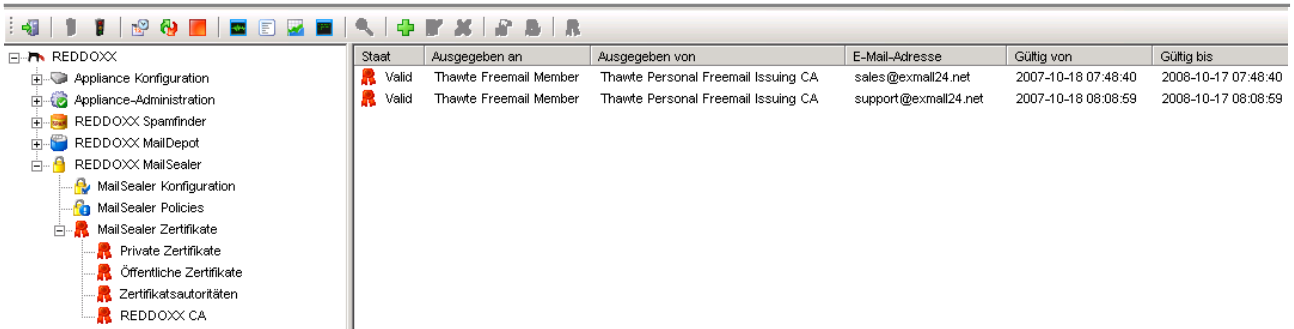 REDDOXX
Appliance Konfiguration
Appliance-Administration
REDDOXX Spamfinder
REDDOXX MailDepot
REDDOXX MailSealer
MailSealer Konfiguration
MailSealer Policies
MailSealer Zertifikate
Private Zertifikate
Öffentliche Zertifikate
Zertifikatsautoritäten
REDDOXX CA
Staat Ausgegeben an Ausgegeben von E-Mail-Adresse Gültig von Gültig bis
Valid Thawte Freemail Member Thawte Personal Freemail Issuing CA sales@exmall24.net 2007-10-18 07:48:40 2008-10-17 07:48:40
Valid Thawte Freemail Member Thawte Personal Freemail Issuing CA support@exmall24.net 2007-10-18 08:08:59 2008-10-17 08:08:59